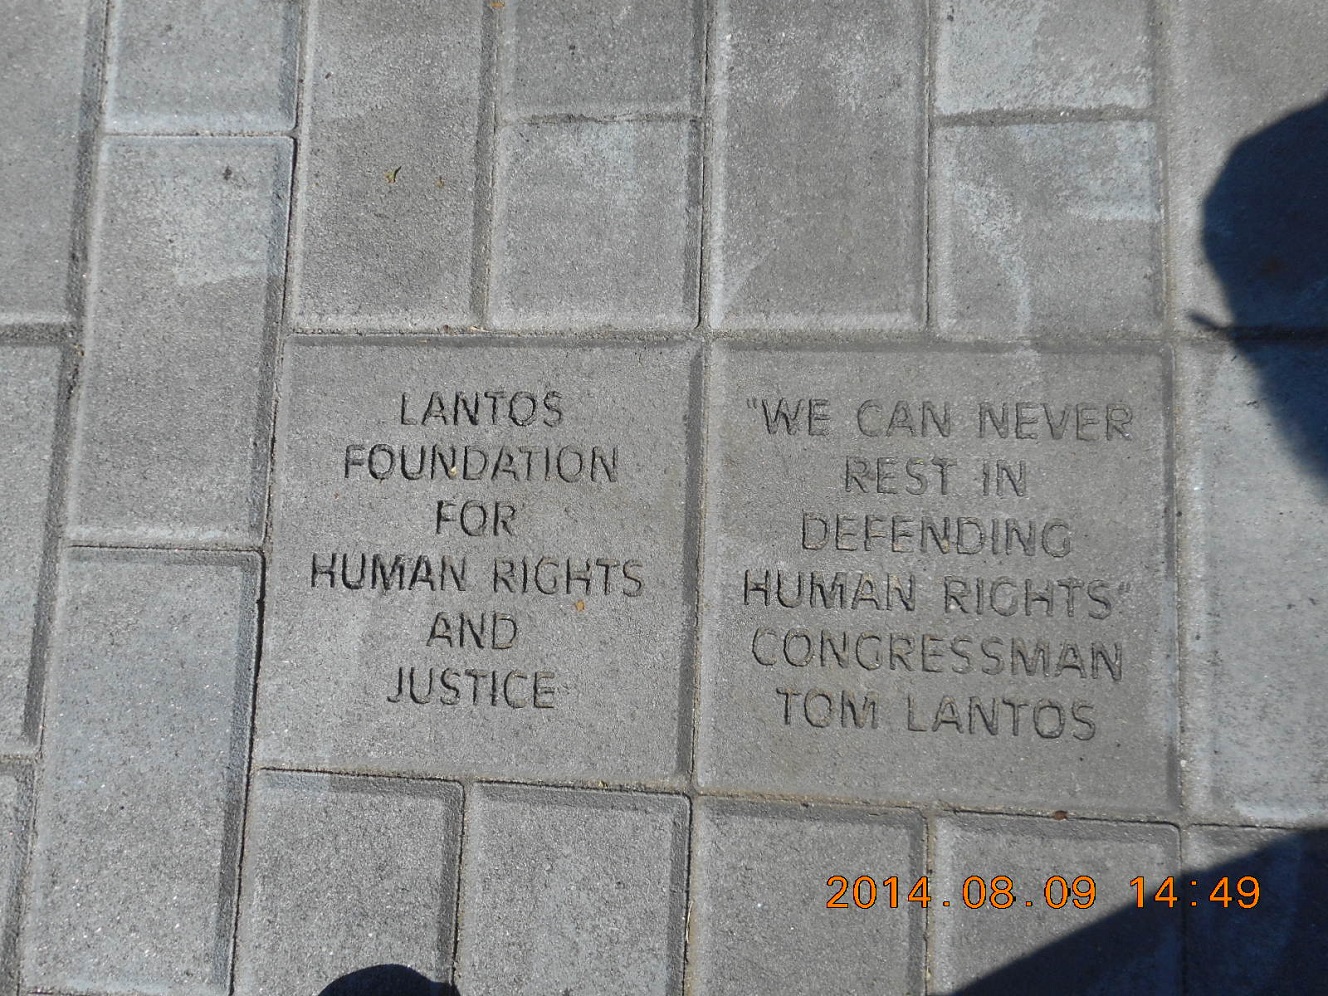 LANTOS
FOUNDATION
FOR
HUMAN RIGHTS
AND
JUSTICE
"WE CAN NEVER
REST IN
DEFENDING
HUMAN RIGHTS"
CONGRESSMAN
TOM LANTOS
2014.08.09 14:49